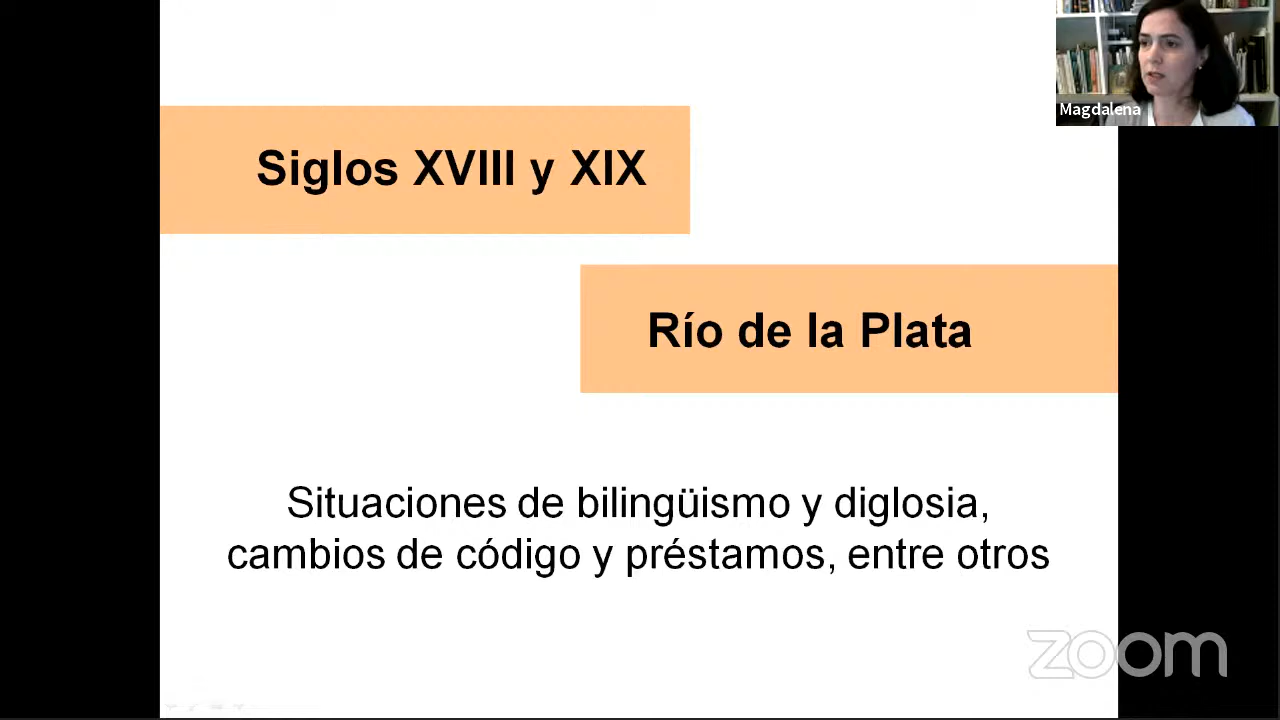 Magdalena
Siglos XVIII y XIX
Río de la Plata
Situaciones de bilingüismo y diglosia,
cambios de código y préstamos, entre otros
zoom